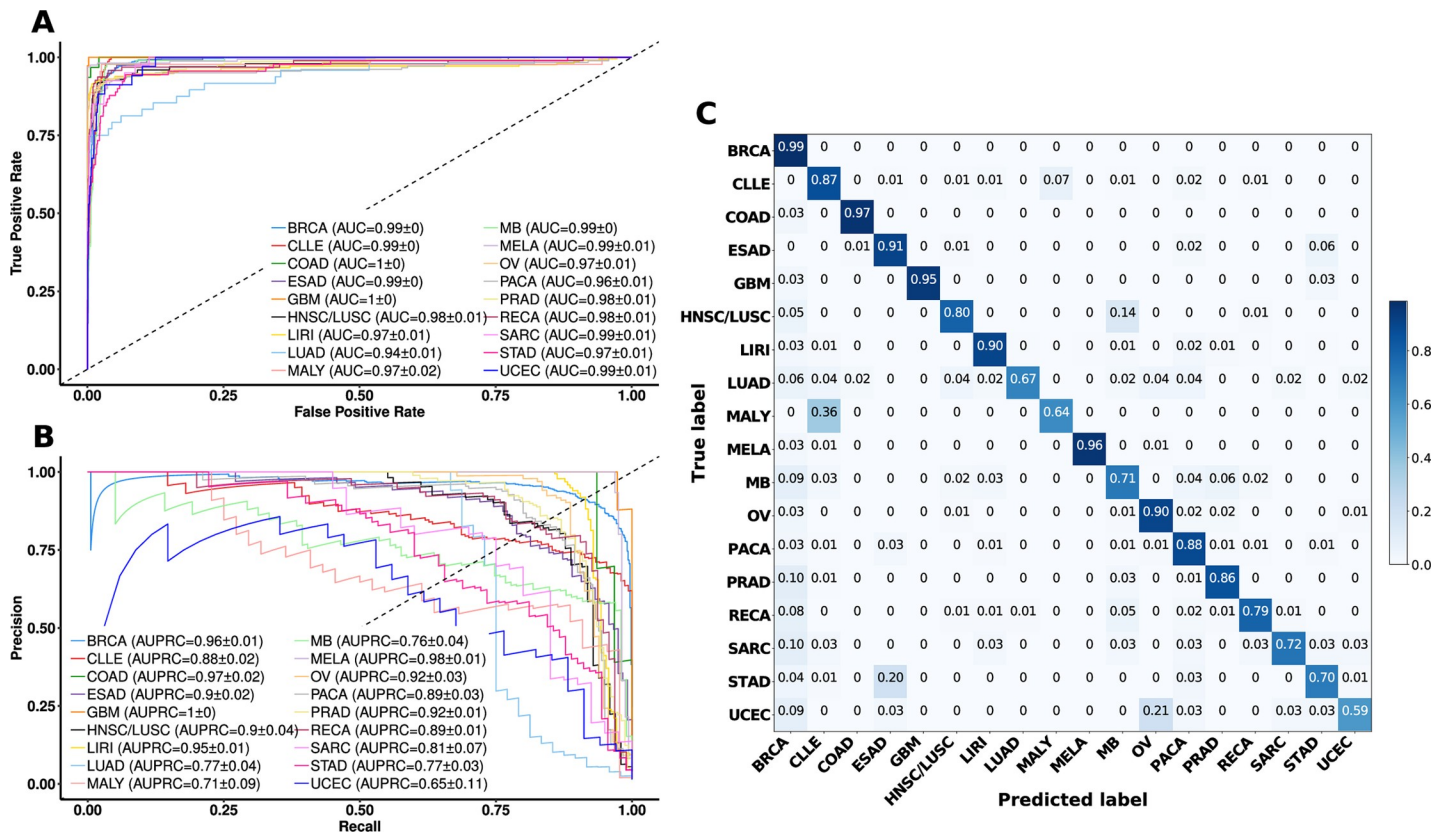 A
1.00
0.75
0.50
0.25
0.00
True Positive Rate
BRCA (AUC=0.99±0)
CLLE (AUC=0.99±0)
COAD (AUC=1±0)
ESAD (AUC=0.99±0)
GBM (AUC=1±0)
HNSC/LUSC (AUC=0.98±0.01)
LIRI (AUC=0.97±0.01)
LUAD (AUC=0.94±0.01)
MALY (AUC=0.97±0.02)
MB (AUC=0.99±0)
MELA (AUC=0.99±0.01)
OV (AUC=0.97±0.01)
PACA (AUC=0.96±0.01)
PRAD (AUC=0.98±0.01)
RECA (AUC=0.98±0.01)
SARC (AUC=0.99±0.01)
STAD (AUC=0.97±0.01)
UCEC (AUC=0.99±0.01)
0.00 0.25 0.50 0.75 1.00
False Positive Rate
B
1.00
0.75
0.50
0.25
0.00
Precision
BRCA (AUPRC=0.96±0.01)
CLLE (AUPRC=0.88±0.02)
COAD (AUPRC=0.97±0.02)
ESAD (AUPRC=0.9±0.02)
GBM (AUPRC=1±0)
HNSC/LUSC (AUPRC=0.9±0.04)
LIRI (AUPRC=0.95±0.01)
LUAD (AUPRC=0.77±0.04)
MALY (AUPRC=0.71±0.09)
MB (AUPRC=0.76±0.04)
MELA (AUPRC=0.98±0.01)
OV (AUPRC=0.92±0.03)
PACA (AUPRC=0.89±0.03)
PRAD (AUPRC=0.92±0.01)
RECA (AUPRC=0.89±0.01)
SARC (AUPRC=0.81±0.07)
STAD (AUPRC=0.77±0.03)
UCEC (AUPRC=0.65±0.11)
0.00 0.25 0.50 0.75 1.00
Recall
C
True label
BRCA 0.99 0 0 0 0 0 0 0 0 0 0 0 0 0 0 0 0 0
CLLE 0 0.87 0 0.01 0 0.01 0.01 0 0.07 0 0.01 0 0.02 0 0.01 0 0 0
COAD 0.03 0 0.97 0 0 0 0 0 0 0 0 0 0 0 0 0 0 0
ESAD 0 0 0.01 0.91 0 0.01 0 0 0 0 0 0 0.02 0 0 0 0.06 0
GBM 0.03 0 0 0 0.95 0 0 0 0 0 0 0 0 0 0 0 0.03 0
HNSC/LUSC 0.05 0 0 0 0 0.80 0 0 0 0 0.14 0 0 0 0.01 0 0 0
LIRI 0.03 0.01 0 0 0 0 0.90 0 0 0 0.01 0 0.02 0.01 0 0 0 0
LUAD 0.06 0.04 0.02 0 0 0.04 0.02 0.67 0 0 0.02 0.04 0.04 0 0 0.02 0 0.02
MALY 0 0.36 0 0 0 0 0 0 0.64 0 0 0 0 0 0 0 0 0
MELA 0.03 0.01 0 0 0 0 0 0 0 0.96 0 0.01 0 0 0 0 0 0
MB 0.09 0.03 0 0 0 0.02 0.03 0 0 0 0.71 0 0.04 0.06 0.02 0 0 0
OV 0.03 0 0 0 0 0.01 0 0 0 0 0.01 0.90 0.02 0.02 0 0 0 0.01
PACA 0.03 0.01 0 0.03 0 0 0.01 0 0 0 0.01 0.01 0.88 0.01 0.01 0 0.01 0
PRAD 0.10 0.01 0 0 0 0 0 0 0 0 0.03 0 0.01 0.86 0 0 0 0
RECA 0.08 0 0 0 0 0.01 0.01 0.01 0 0 0.05 0 0.02 0.01 0.79 0.01 0 0
SARC 0.10 0.03 0 0 0 0 0.03 0 0 0 0.03 0 0.03 0 0.03 0.72 0.03 0.03
STAD 0.04 0.01 0 0.20 0 0 0 0 0 0 0 0 0.03 0 0 0 0.70 0.01
UCEC 0.09 0 0 0.03 0 0 0 0 0 0 0 0.21 0.03 0 0 0.03 0.03 0.59
BRCA CLLE COAD ESAD GBM HNSC/LUSC LIRI LUAD MALY MELA MB OV PACA PRAD RECA SARC STAD UCEC
Predicted label
0.8
0.6
0.4
0.2
0.0